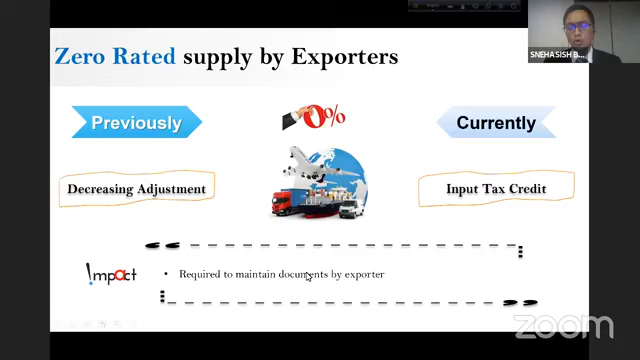 Zero Rated supply by Exporters
SNEHASISH B...
Previously
0%
Currently
Decreasing Adjustment
Input Tax Credit
Impact
• Required to maintain documents by exporter
zoom